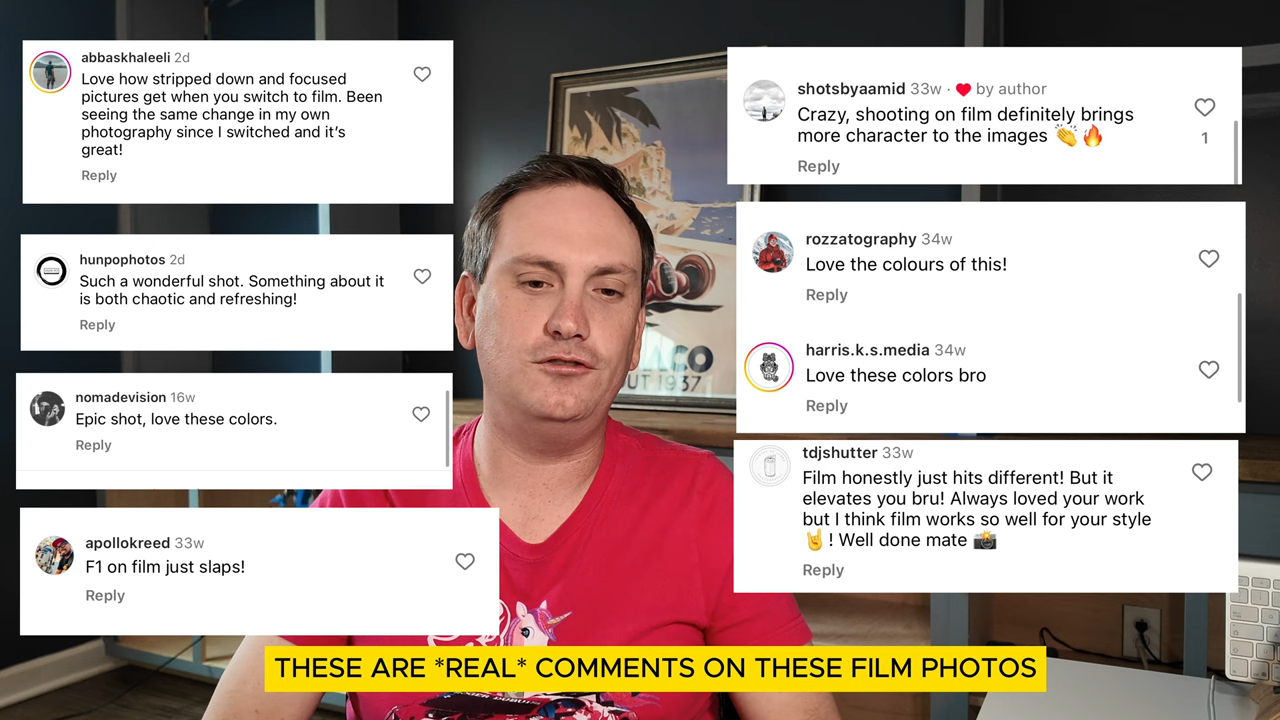 abbaskhaleeli 2d
Love how stripped down and focused
pictures get when you switch to film. Been
seeing the same change in my own
photography since I switched and it's
great!
Reply
hunpophotos 2d
Such a wonderful shot. Something about it
is both chaotic and refreshing!
Reply
nomadevision 16w
Epic shot, love these colors.
Reply
apollokreed 33w
F1 on film just slaps!
Reply
shotsbyaamid 33w · ❤️ by author
Crazy, shooting on film definitely brings
more character to the images 👏🔥
1
Reply
rozzatography 34w
Love the colours of this!
Reply
harris.k.s.media 34w
Love these colors bro
Reply
tdjshutter 33w
Film honestly just hits different! But it
elevates you bru! Always loved your work
but I think film works so well for your style
🤘! Well done mate 📸
Reply
ACO
OUT 1937
THESE ARE *REAL* COMMENTS ON THESE FILM PHOTOS